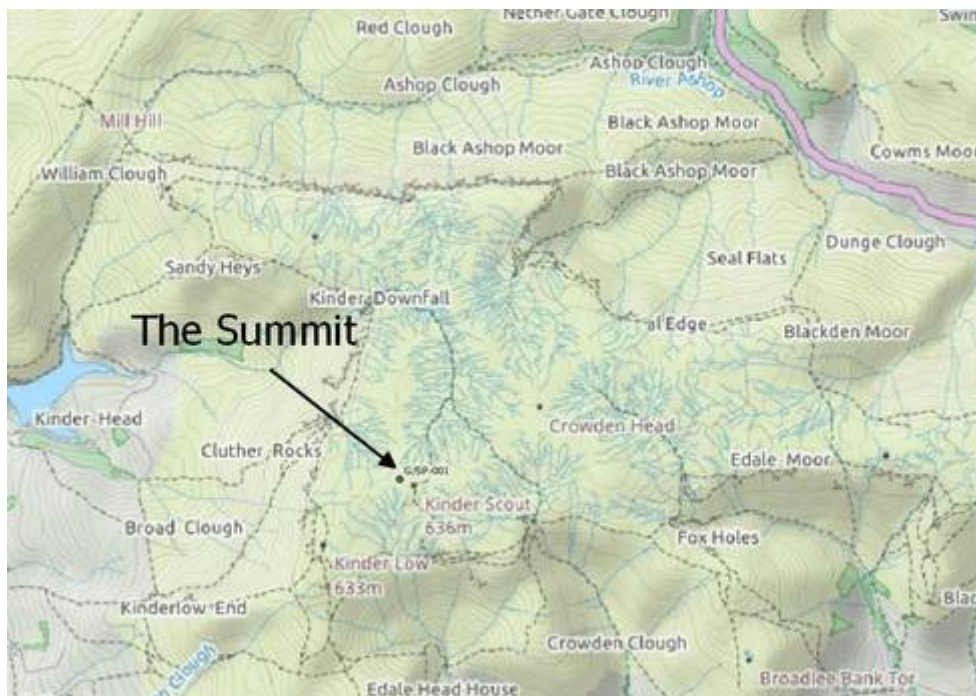 Nether Gate Clough
Red Clough
Ashop Clough
River Ashop
Ashop Clough
Mill Hill
Black Ashop Moor
Black Ashop Moor
Cowms Moor
William Clough
Black Ashop Moor
Dunge Clough
Seal Flats
Sandy Heys
Kinder Downfall
The Summit
al Edge
Blackden Moor
Kinder Head
Crowden Head
Cluther Rocks
Edale Moor
G/SP-001
Kinder Scout
636m
Broad Clough
Fox Holes
Kinder Low
633m
Kinderlow End
Crowden Clough
Clough
Broadlee Bank Tor
Edale Head House